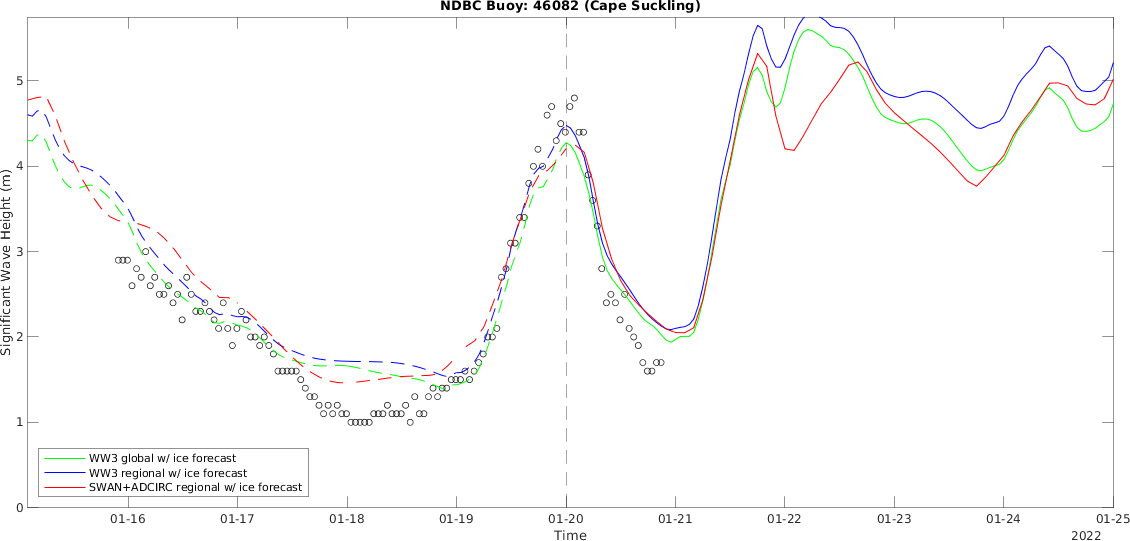 NDBC Buoy: 46082 (Cape Suckling)
Significant Wave Height (m)
5
4
3
2
1
0
WW3 global w/ ice forecast
WW3 regional w/ ice forecast
SWAN+ADCIRC regional w/ ice forecast
01-16 01-17 01-18 01-19 01-20 01-21 01-22 01-23 01-24 01-25
Time
2022